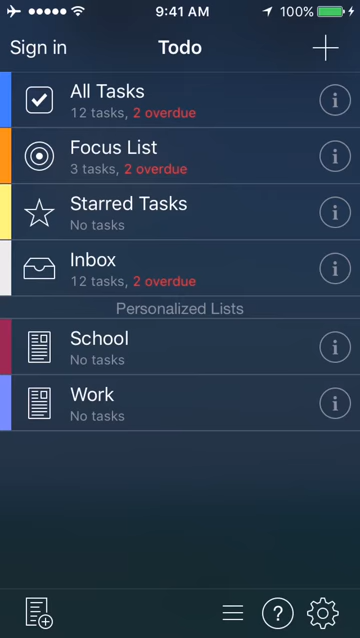 9:41 AM
100%
Sign in
Todo
All Tasks
12 tasks, 2 overdue
Focus List
3 tasks, 2 overdue
Starred Tasks
No tasks
Inbox
12 tasks, 2 overdue
Personalized Lists
School
No tasks
Work
No tasks
?